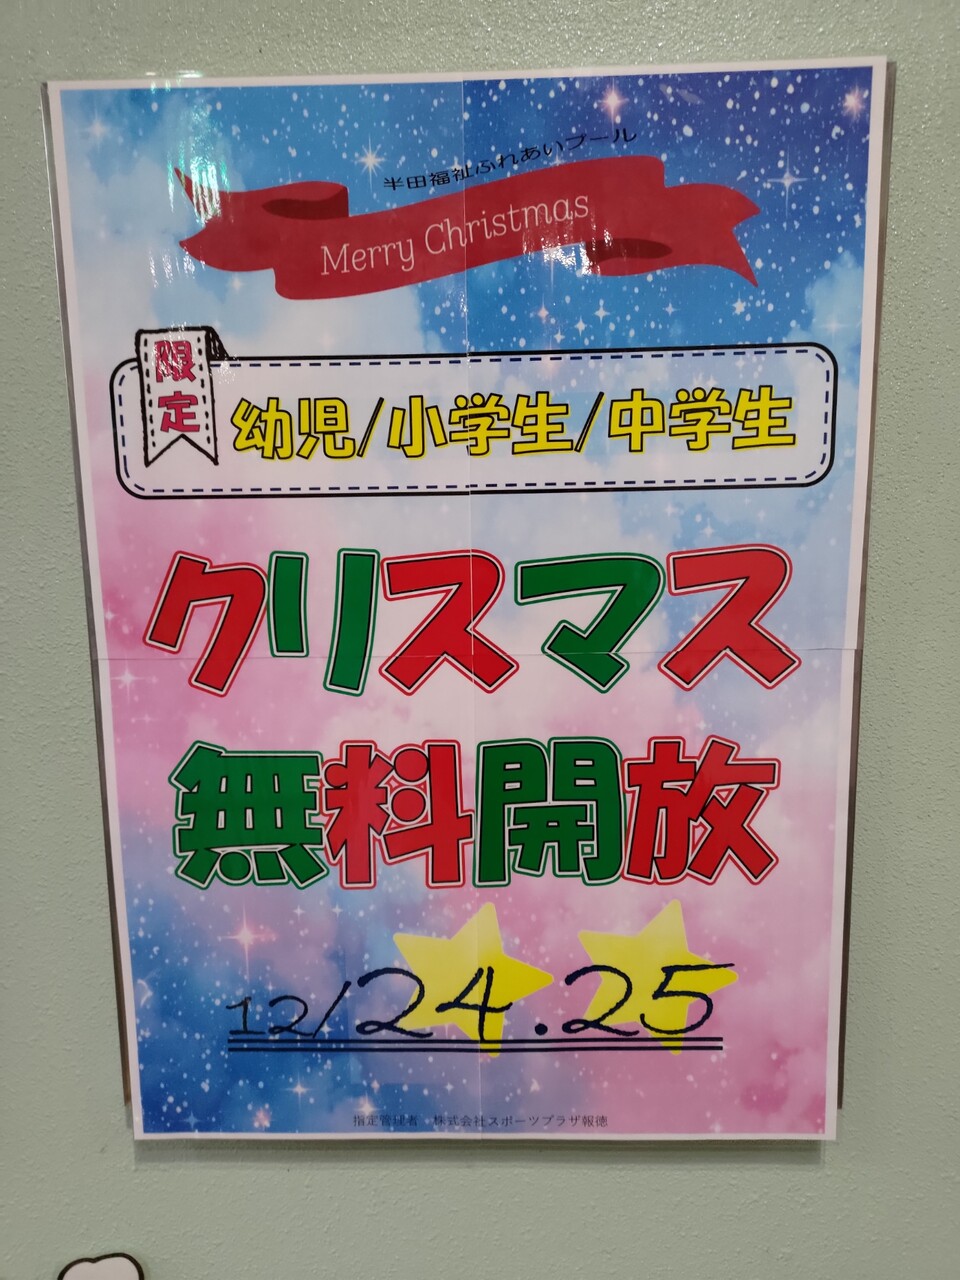 半田福祉ふれあいプール
Merry Christmas
限定
幼児/小学生/中学生
クリスマス
無料開放
12/24.25
指定管理者 株式会社スポーツプラザ報徳